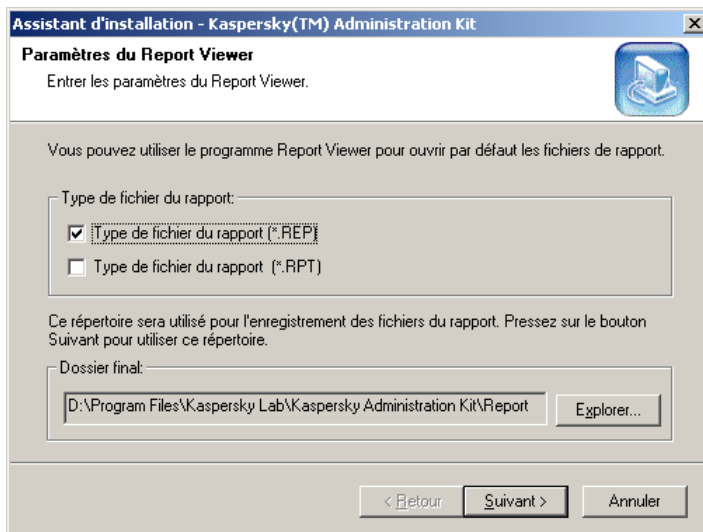 Assistant d'installation - Kaspersky(TM) Administration Kit
Paramètres du Report Viewer
Entrer les paramètres du Report Viewer.
Vous pouvez utiliser le programme Report Viewer pour ouvrir par défaut les fichiers de rapport.
Type de fichier du rapport:
Type de fichier du rapport (*.REP)
Type de fichier du rapport (*.RPT)
Ce répertoire sera utilisé pour l'enregistrement des fichiers du rapport. Pressez sur le bouton
Suivant pour utiliser ce répertoire.
Dossier final:
D:\Program Files\Kaspersky Lab\Kaspersky Administration Kit\Report
Explorer...
< Retour
Suivant >
Annuler